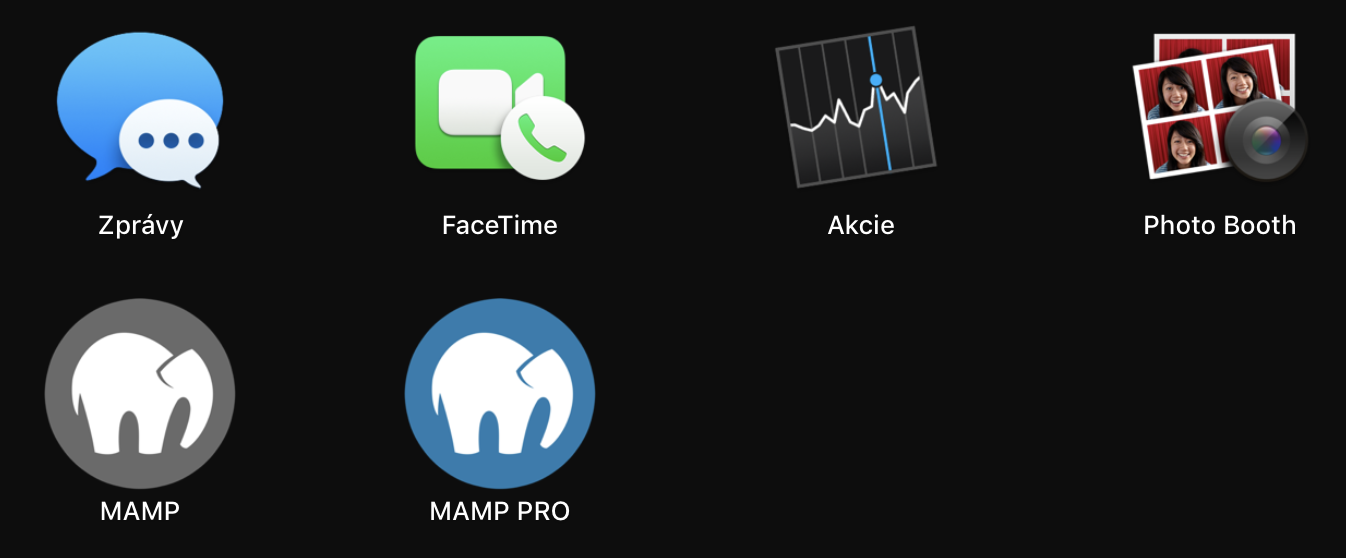 Zprávy
FaceTime
Akcie
Photo Booth
MAMP
MAMP PRO